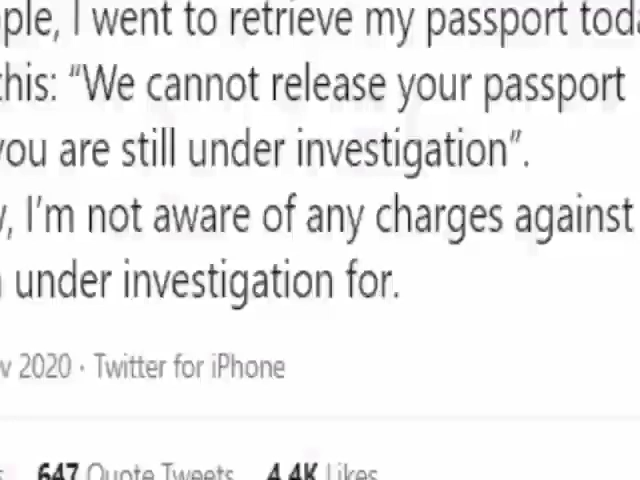 ple, I went to retrieve my passport toda
this: “We cannot release your passport
you are still under investigation”.
y, I’m not aware of any charges against
under investigation for.
v 2020 · Twitter for iPhone
647 Quote Tweets 4.4K Likes